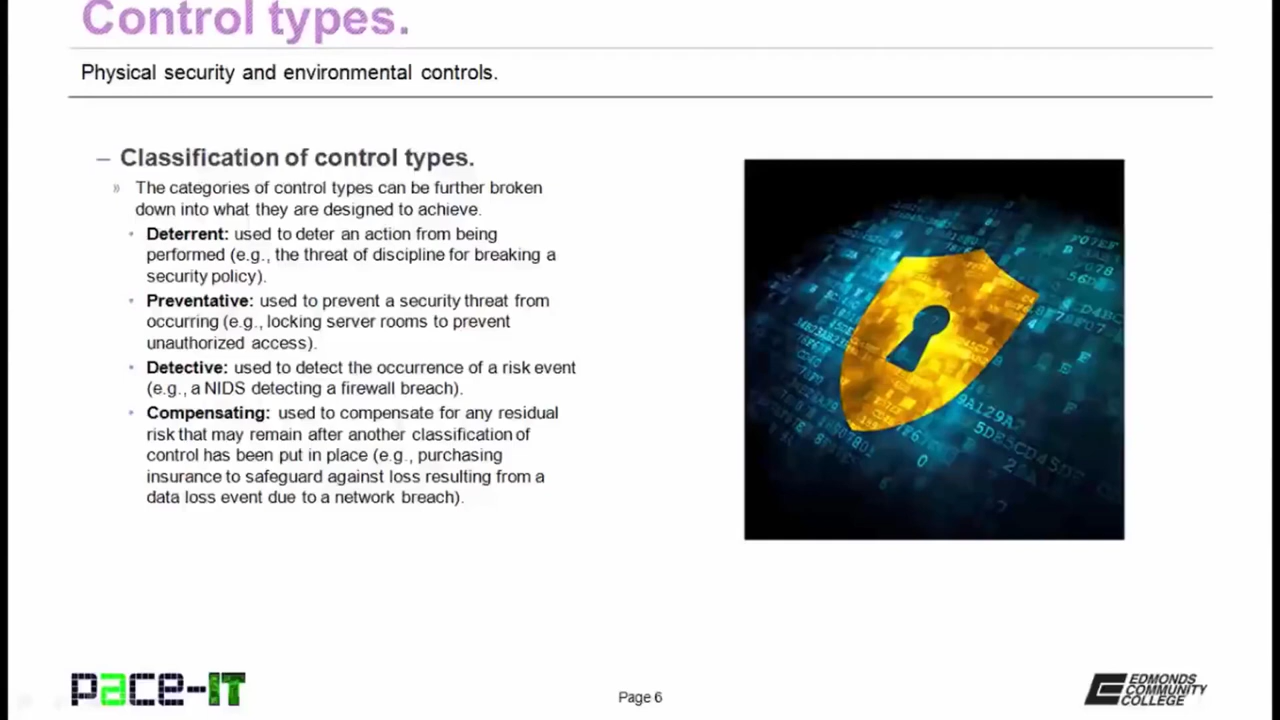 Control types.
Physical security and environmental controls.
– Classification of control types.
» The categories of control types can be further broken
down into what they are designed to achieve.
• Deterrent: used to deter an action from being
performed (e.g., the threat of discipline for breaking a
security policy).
• Preventative: used to prevent a security threat from
occurring (e.g., locking server rooms to prevent
unauthorized access).
• Detective: used to detect the occurrence of a risk event
(e.g., a NIDS detecting a firewall breach).
• Compensating: used to compensate for any residual
risk that may remain after another classification of
control has been put in place (e.g., purchasing
insurance to safeguard against loss resulting from a
data loss event due to a network breach).
pace-IT
Page 6
EDMONDS
COMMUNITY
COLLEGE